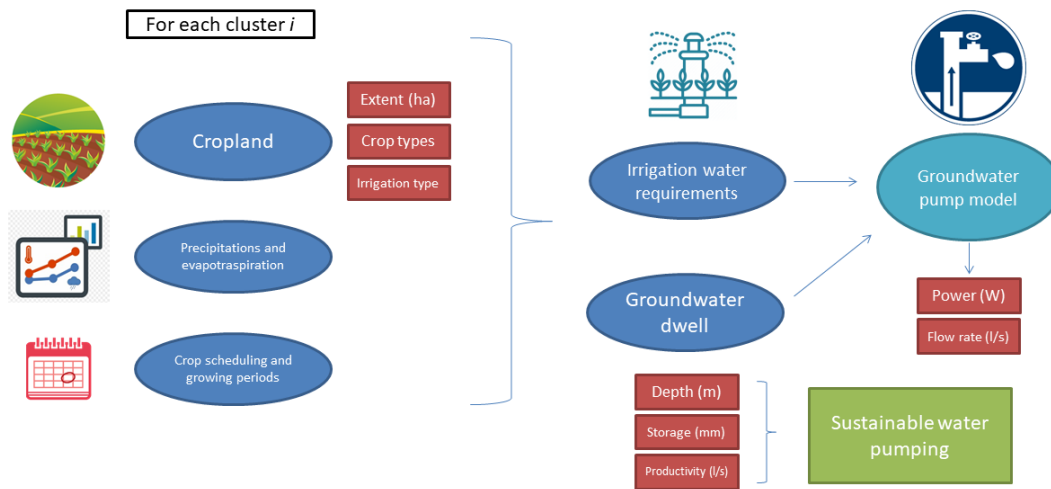 For each cluster i
Cropland
Extent (ha)
Crop types
Irrigation type
Precipitations and
evapotraspiration
Crop scheduling and
growing periods
Irrigation water
requirements
Groundwater
pump model
Groundwater
dwell
Power (W)
Flow rate (l/s)
Depth (m)
Storage (mm)
Productivity (l/s)
Sustainable water
pumping